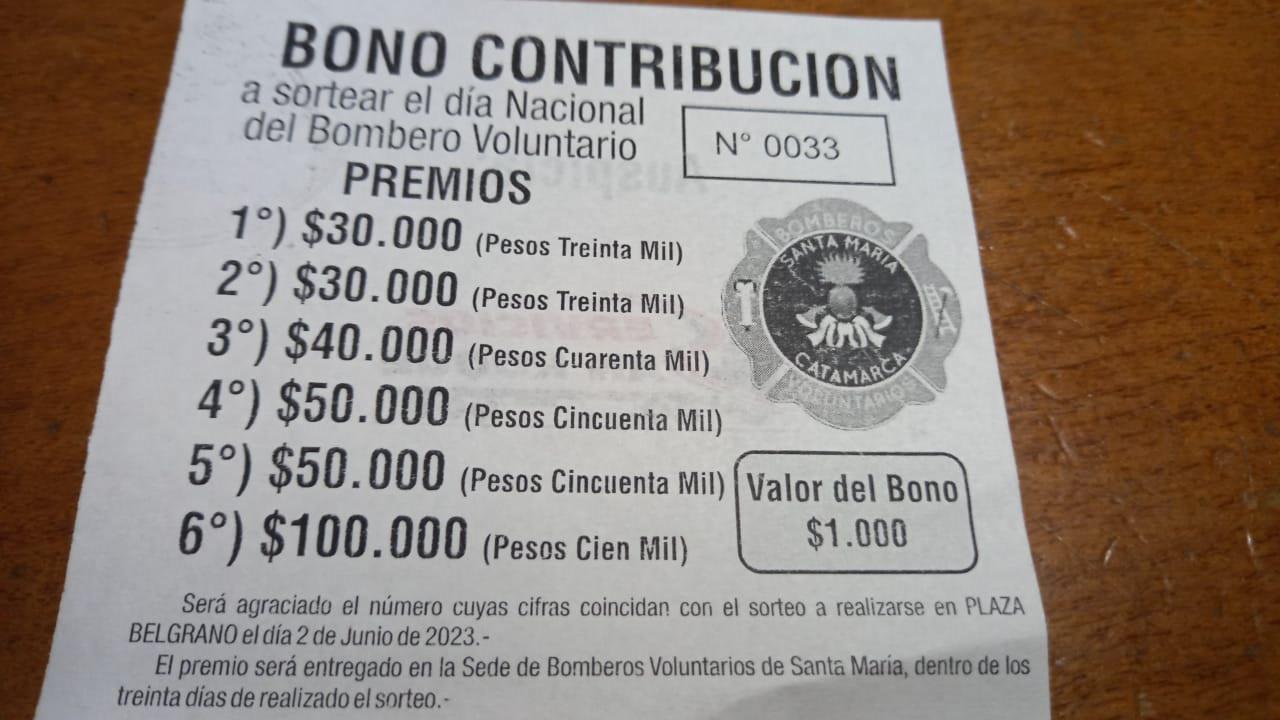 BONO CONTRIBUCION
a sortear el día Nacional
del Bombero Voluntario
N° 0033
PREMIOS
1°) $30.000 (Pesos Treinta Mil)
2°) $30.000 (Pesos Treinta Mil)
3°) $40.000 (Pesos Cuarenta Mil)
4°) $50.000 (Pesos Cincuenta Mil)
5°) $50.000 (Pesos Cincuenta Mil)
6°) $100.000 (Pesos Cien Mil)
BOMBEROS
SANTA MARIA
CATAMARCA
VOLUNTARIOS
Valor del Bono
$1.000
Será agraciado el número cuyas cifras coincidan con el sorteo a realizarse en PLAZA
BELGRANO el día 2 de Junio de 2023.-
El premio será entregado en la Sede de Bomberos Voluntarios de Santa María, dentro de los
treinta días de realizado el sorteo.-